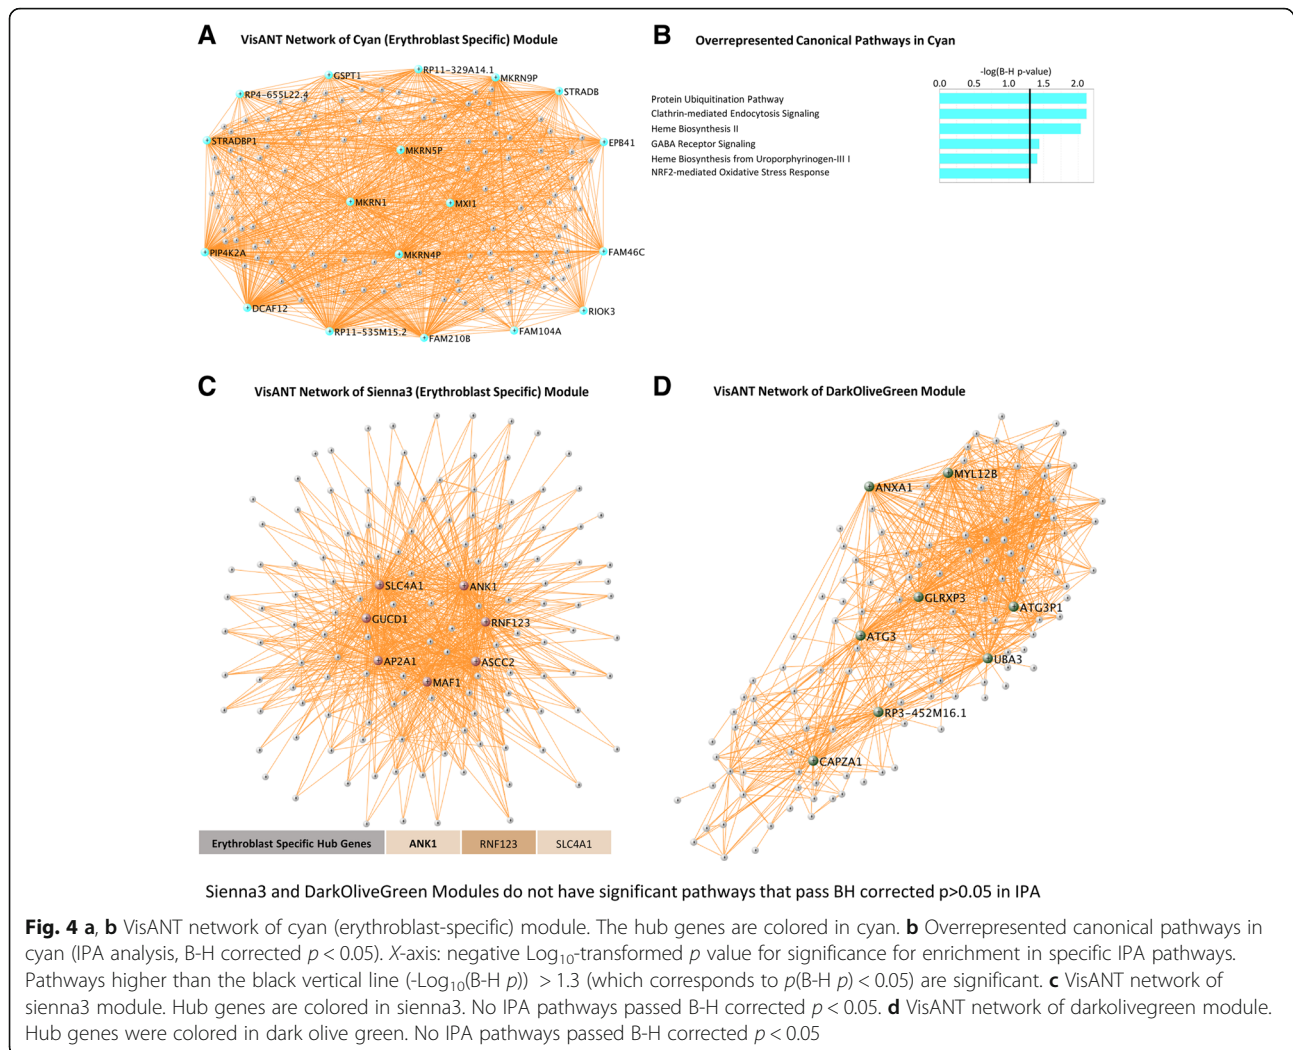 A VisANT Network of Cyan (Erythroblast Specific) Module
GSPT1
RP11-329A14.1
MKRN9P
RP4-655L22.4
STRADB
STRADBP1
EPB41
MKRN5P
MKRN1
MXI1
PIP4K2A
MKRN4P
FAM46C
DCAF12
RIOK3
RP11-535M15.2
FAM210B
FAM104A
B Overrepresented Canonical Pathways in Cyan
-log(B-H p-value)
0.0 0.5 1.0 1.5 2.0
Protein Ubiquitination Pathway
Clathrin-mediated Endocytosis Signaling
Heme Biosynthesis II
GABA Receptor Signaling
Heme Biosynthesis from Uroporphyrinogen-III I
NRF2-mediated Oxidative Stress Response
C VisANT Network of Sienna3 (Erythroblast Specific) Module
SLC4A1
ANK1
GUCD1
RNF123
AP2A1
ASCC2
MAF1
Erythroblast Specific Hub Genes ANK1 RNF123 SLC4A1
D VisANT Network of DarkOliveGreen Module
MYL12B
ANXA1
GLRXP3
ATG3P1
ATG3
UBA3
RP3-452M16.1
CAPZA1
Sienna3 and DarkOliveGreen Modules do not have significant pathways that pass BH corrected p>0.05 in IPA
Fig. 4 a, b VisANT network of cyan (erythroblast-specific) module. The hub genes are colored in cyan. b Overrepresented canonical pathways in
cyan (IPA analysis, B-H corrected p < 0.05). X-axis: negative Log10-transformed p value for significance for enrichment in specific IPA pathways.
Pathways higher than the black vertical line (-Log10(B-H p)) > 1.3 (which corresponds to p(B-H p) < 0.05) are significant. c VisANT network of
sienna3 module. Hub genes are colored in sienna3. No IPA pathways passed B-H corrected p < 0.05. d VisANT network of darkolivegreen module.
Hub genes were colored in dark olive green. No IPA pathways passed B-H corrected p < 0.05